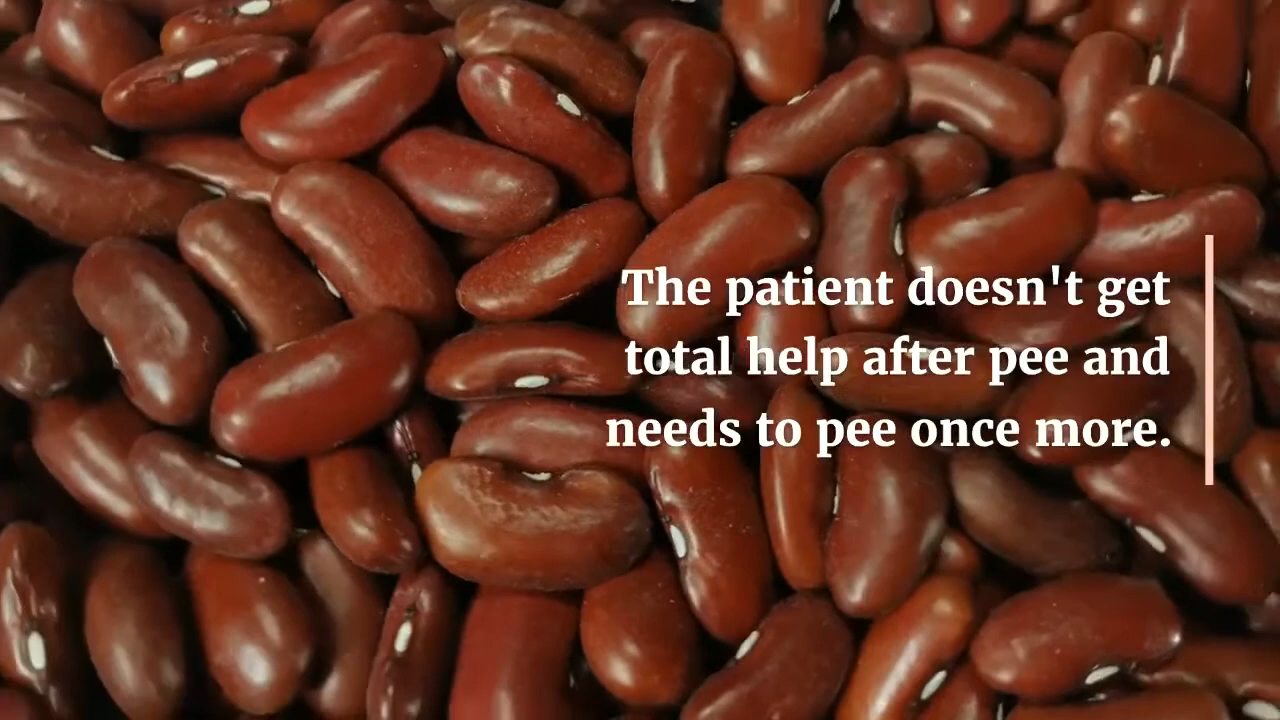 The patient doesn't get
total help after pee and
needs to pee once more.